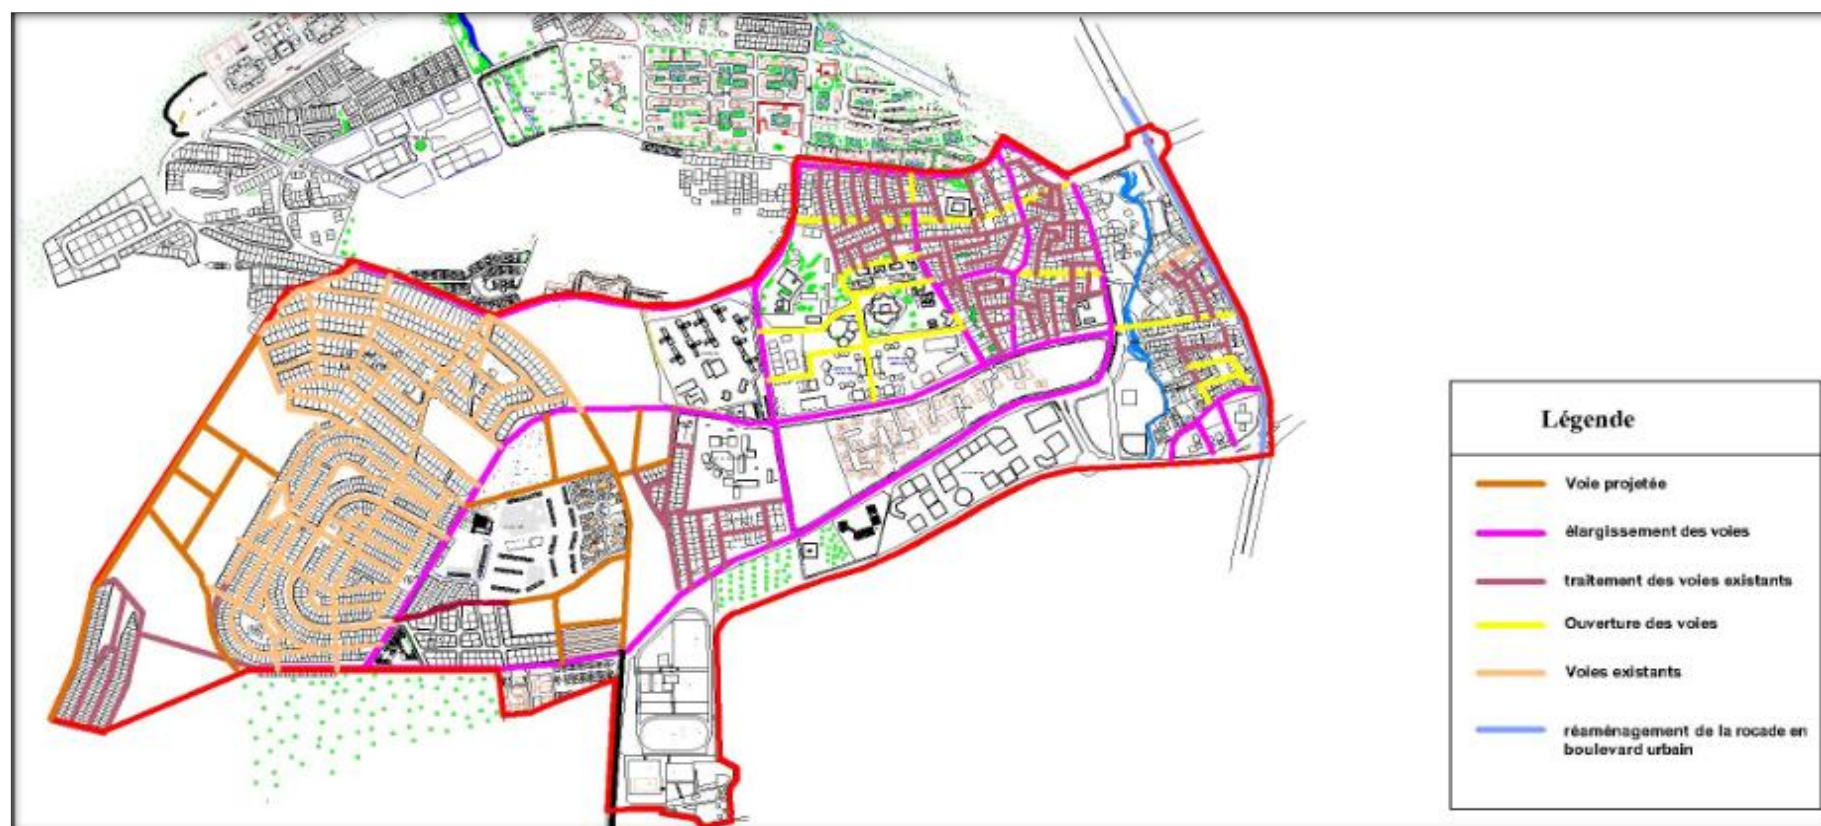 Légende
Voie projetée
élargissement des voies
traitement des voies existants
Ouverture des voies
Voies existants
réaménagement de la rocade en
boulevard urbain